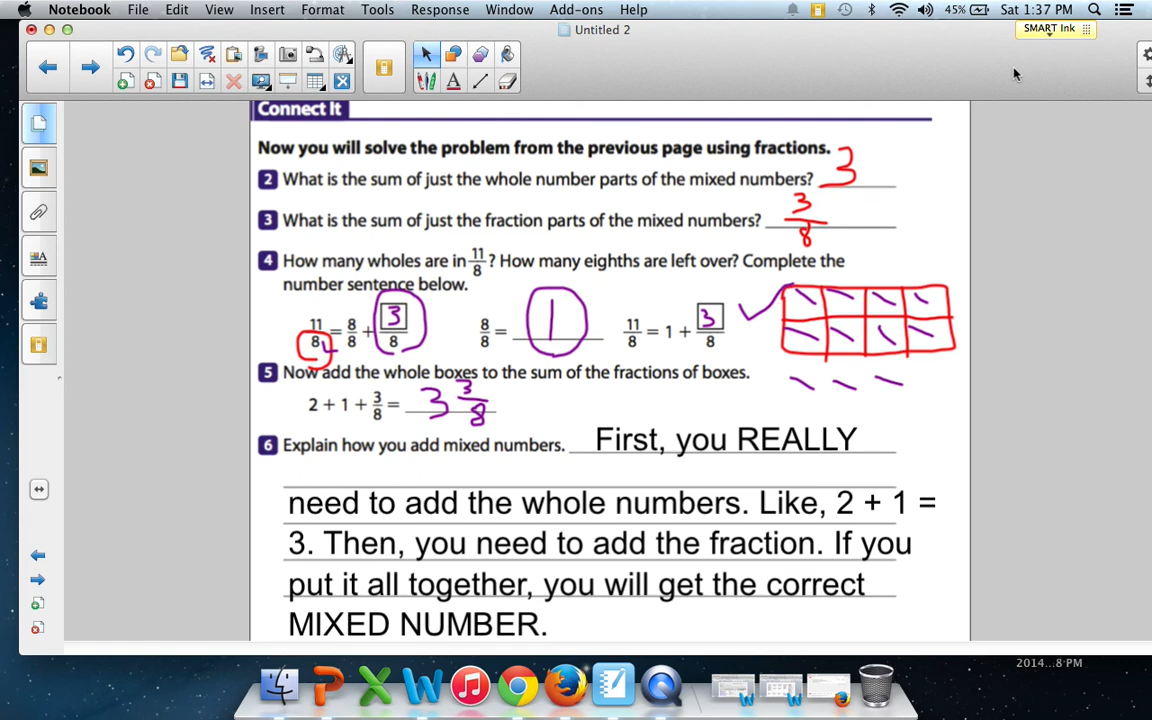 Notebook File Edit View Insert Format Tools Response Window Add-ons Help 45% Sat 1:37 PM
Untitled 2
SMART Ink
Connect It
Now you will solve the problem from the previous page using fractions.
2 What is the sum of just the whole number parts of the mixed numbers? 3
3 What is the sum of just the fraction parts of the mixed numbers? 3/8
4 How many wholes are in 11/8? How many eighths are left over? Complete the
number sentence below.
11/8 = 8/8 + 3/8 8/8 = 1 11/8 = 1 + 3/8
4
5 Now add the whole boxes to the sum of the fractions of boxes.
2 + 1 + 3/8 = 3 3/8
6 Explain how you add mixed numbers. First, you REALLY
need to add the whole numbers. Like, 2 + 1 =
3. Then, you need to add the fraction. If you
put it all together, you will get the correct
MIXED NUMBER.
2014...8 PM